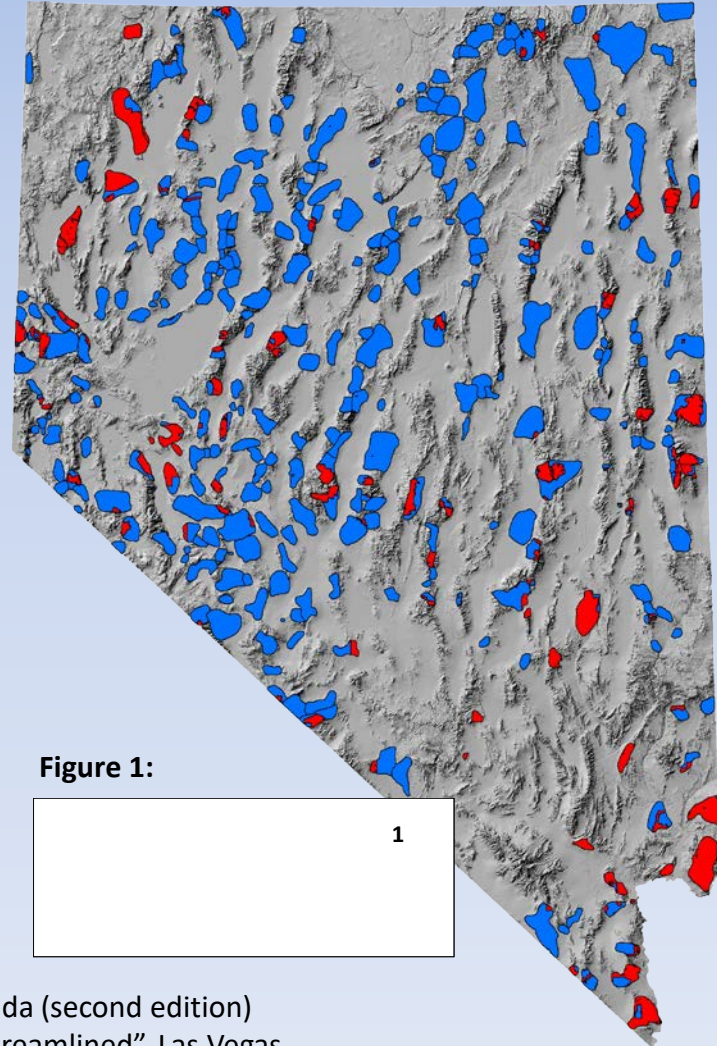 Figure 1:
1
da (second edition)
reamlined”, Las Vegas